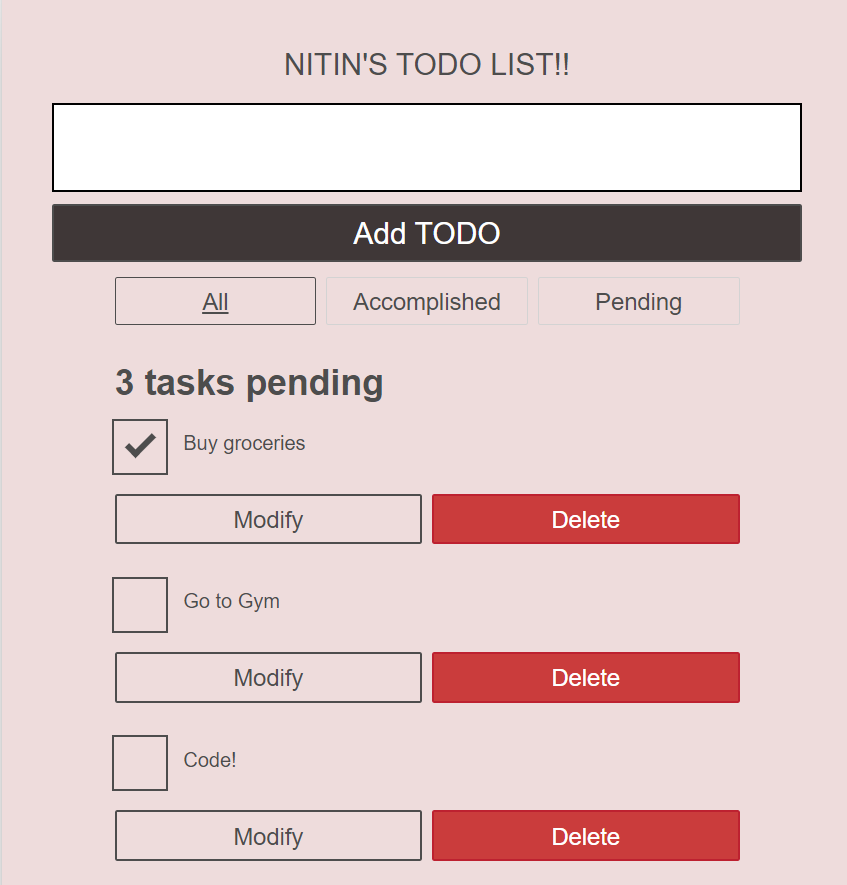 NITIN'S TODO LIST!!
Add TODO
All Accomplished Pending
3 tasks pending
Buy groceries
Modify Delete
Go to Gym
Modify Delete
Code!
Modify Delete